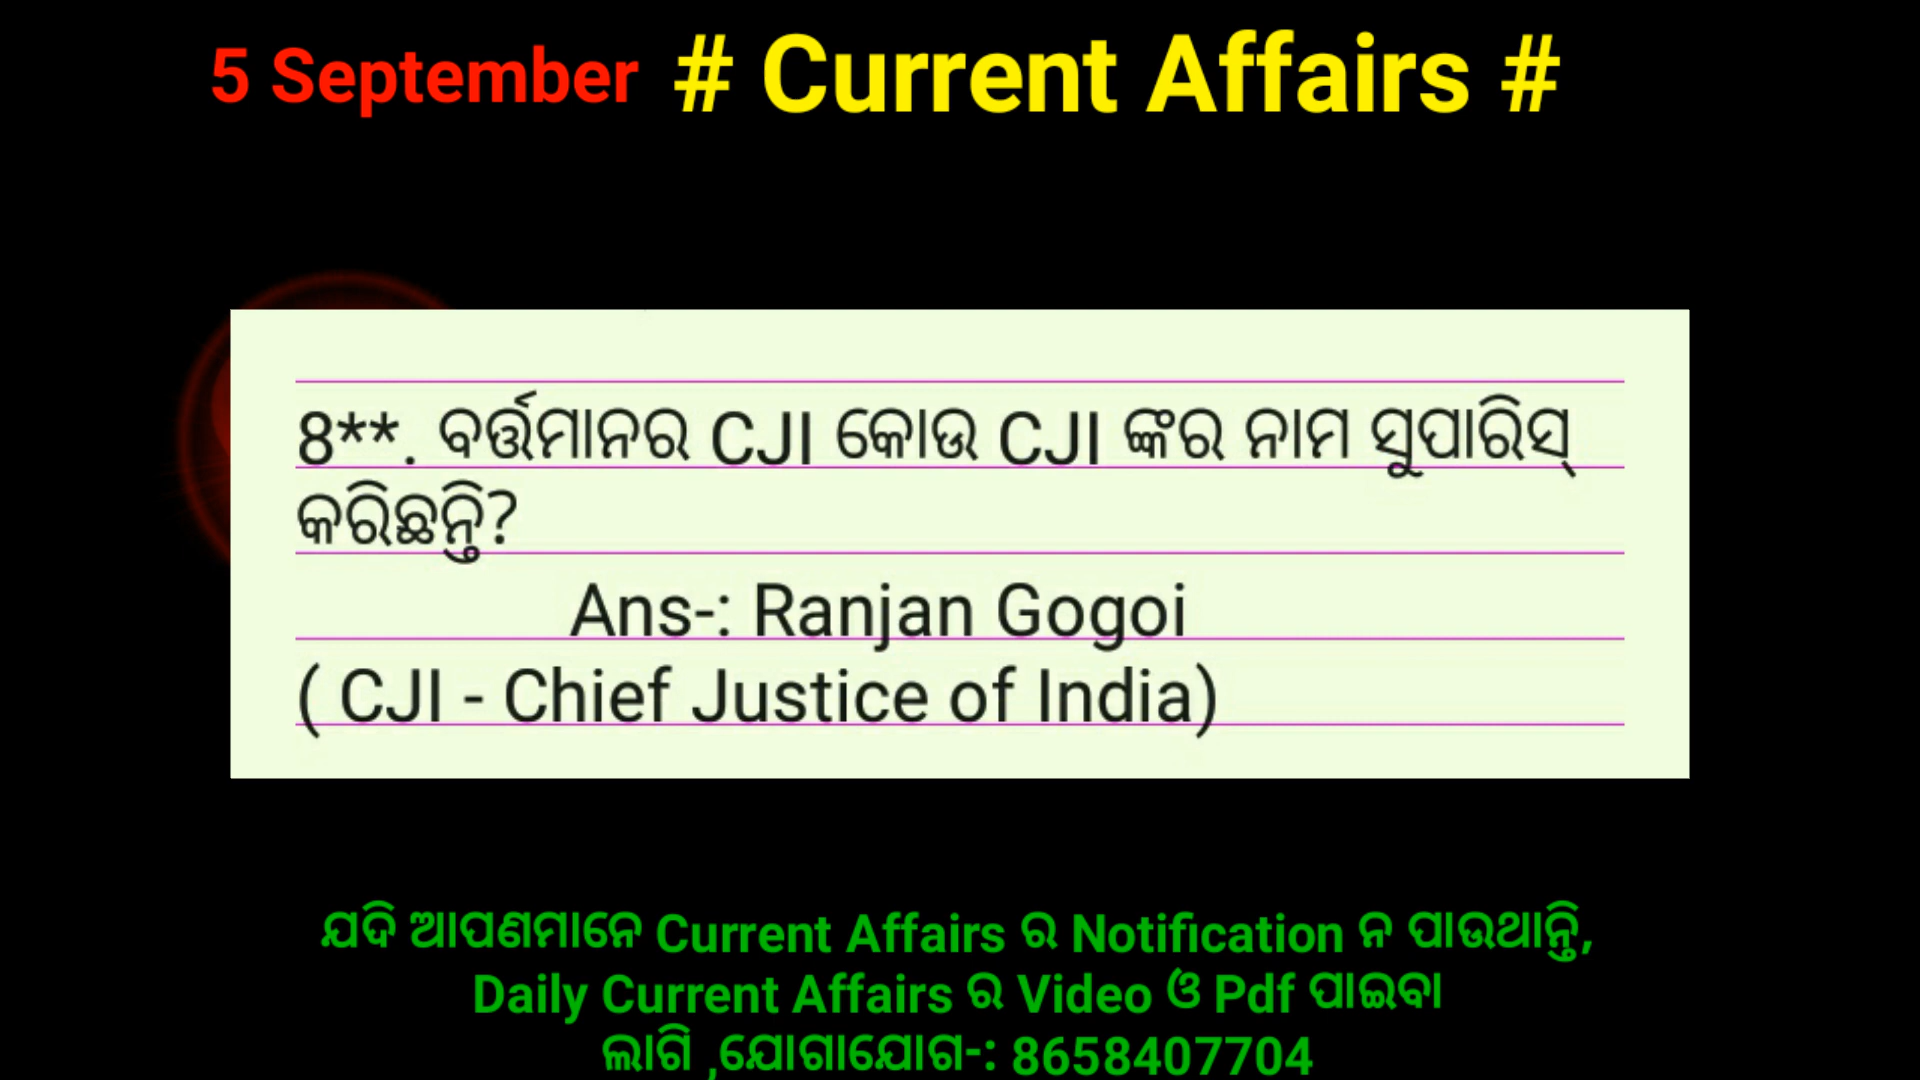 5 September # Current Affairs #
8**. ବର୍ତ୍ତମାନର CJI କୋଉ CJI ଙ୍କର ନାମ ସୁପାରିସ୍
କରିଛନ୍ତି?
Ans-: Ranjan Gogoi
( CJI - Chief Justice of India)
ଯଦି ଆପଣମାନେ Current Affairs ର Notification ନ ପାଉଥାନ୍ତି,
Daily Current Affairs ର Video ଓ Pdf ପାଇବା
ଲାଗି ,ଯୋଗାଯୋଗ-: 8658407704